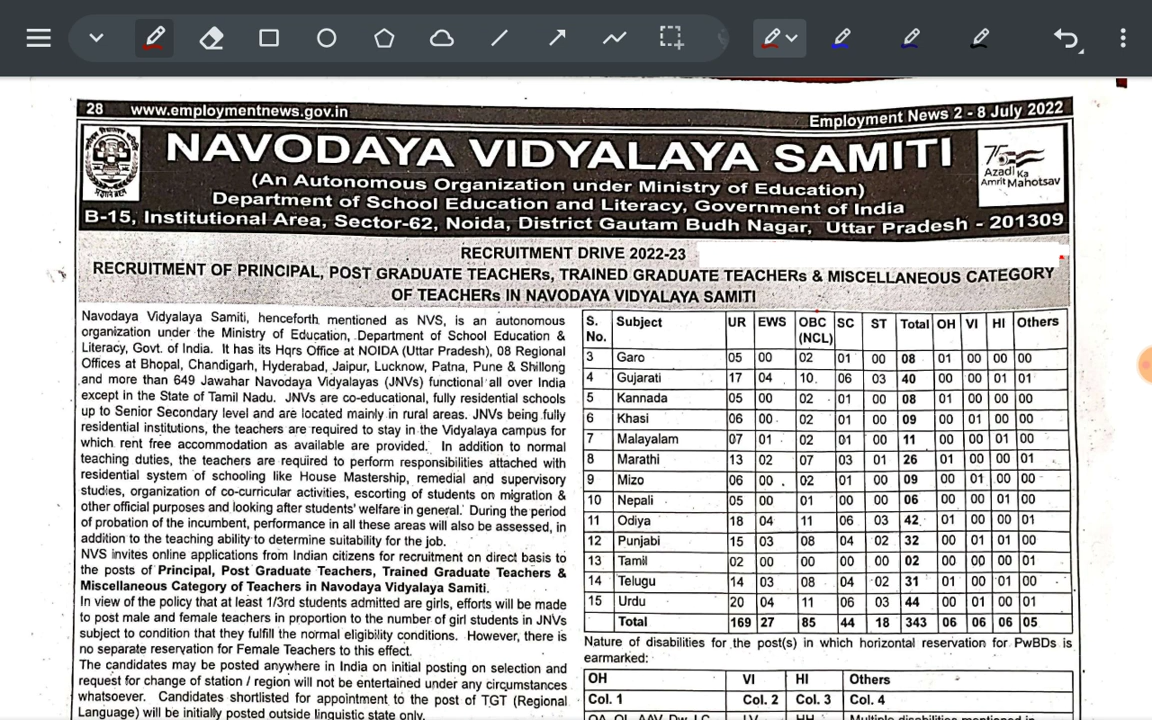 28 www.employmentnews.gov.in
Employment News 2 - 8 July 2022
NAVODAYA VIDYALAYA SAMITI
75
Azadi Ka
Amrit Mahotsav
(An Autonomous Organization under Ministry of Education)
Department of School Education and Literacy, Government of India
B-15, Institutional Area, Sector-62, Noida, District Gautam Budh Nagar, Uttar Pradesh - 201309
RECRUITMENT DRIVE 2022-23
RECRUITMENT OF PRINCIPAL, POST GRADUATE TEACHERs, TRAINED GRADUATE TEACHERs & MISCELLANEOUS CATEGORY
OF TEACHERs IN NAVODAYA VIDYALAYA SAMITI
Navodaya Vidyalaya Samiti, henceforth mentioned as NVS, is an autonomous
organization under the Ministry of Education, Department of School Education &
Literacy, Govt. of India. It has its Hqrs Office at NOIDA (Uttar Pradesh), 08 Regional
Offices at Bhopal, Chandigarh, Hyderabad, Jaipur, Lucknow, Patna, Pune & Shillong
and more than 649 Jawahar Navodaya Vidyalayas (JNVs) functional all over India
except in the State of Tamil Nadu. JNVs are co-educational, fully residential schools
up to Senior Secondary level and are located mainly in rural areas. JNVs being fully
residential institutions, the teachers are required to stay in the Vidyalaya campus for
which rent free accommodation as available are provided. In addition to normal
teaching duties, the teachers are required to perform responsibilities attached with
residential system of schooling like House Mastership, remedial and supervisory
studies, organization of co-curricular activities, escorting of students on migration &
other official purposes and looking after students' welfare in general. During the period
of probation of the incumbent, performance in all these areas will also be assessed, in
addition to the teaching ability to determine suitability for the job.
NVS invites online applications from Indian citizens for recruitment on direct basis to
the posts of Principal, Post Graduate Teachers, Trained Graduate Teachers &
Miscellaneous Category of Teachers in Navodaya Vidyalaya Samiti.
In view of the policy that at least 1/3rd students admitted are girls, efforts will be made
to post male and female teachers in proportion to the number of girl students in JNVs
subject to condition that they fulfill the normal eligibility conditions. However, there is
no separate reservation for Female Teachers to this effect.
The candidates may be posted anywhere in India on initial posting on selection and
request for change of station / region will not be entertained under any circumstances
whatsoever. Candidates shortlisted for appointment to the post of TGT (Regional
Language) will be initially posted outside linguistic state only.
S. No. Subject UR EWS OBC (NCL) SC ST Total OH VI HI Others
3 Garo 05 00 02 01 00 08 01 00 00 00
4 Gujarati 17 04 10 06 03 40 00 00 01 01
5 Kannada 05 00 02 01 00 08 01 00 00 00
6 Khasi 06 00 02 01 00 09 00 01 00 00
7 Malayalam 07 01 02 01 00 11 00 00 01 00
8 Marathi 13 02 07 03 01 26 01 00 00 01
9 Mizo 06 00 02 01 00 09 00 01 00 00
10 Nepali 05 00 01 00 00 06 00 00 01 00
11 Odiya 18 04 11 06 03 42 01 00 00 01
12 Punjabi 15 03 08 04 02 32 00 01 01 00
13 Tamil 02 00 00 00 00 02 00 00 00 01
14 Telugu 14 03 08 04 02 31 01 00 01 00
15 Urdu 20 04 11 06 03 44 00 01 00 01
Total 169 27 85 44 18 343 06 06 06 05
Nature of disabilities for the post(s) in which horizontal reservation for PwBDs is
earmarked:
OH VI HI Others
Col. 1 Col. 2 Col. 3 Col. 4